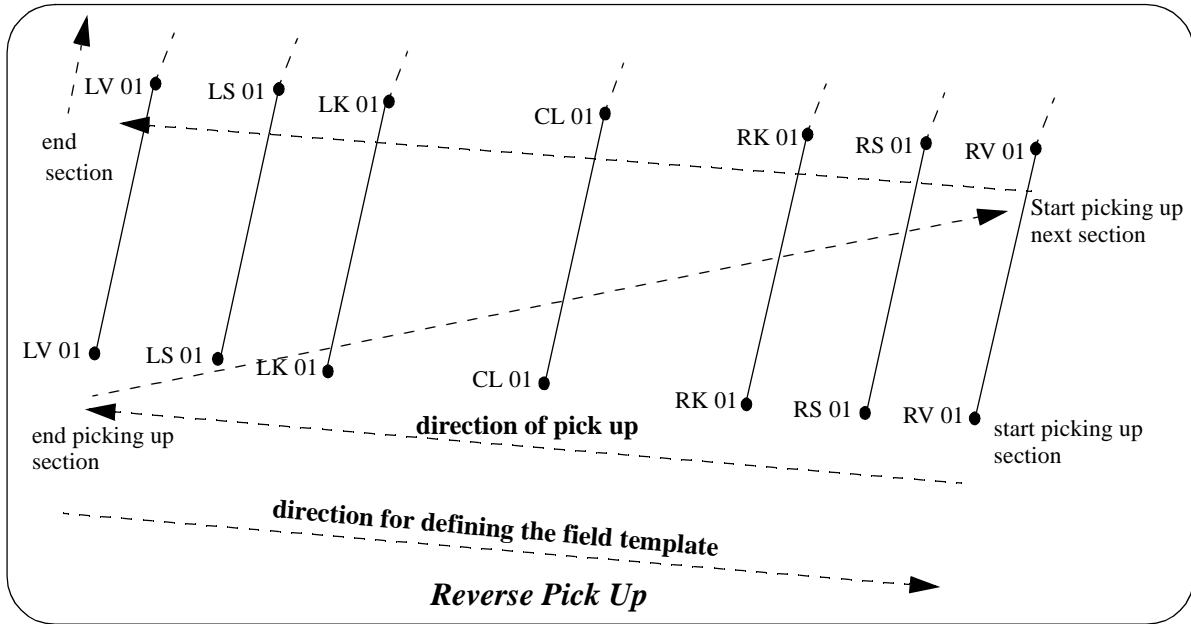 LV 01
LS 01
LK 01
CL 01
RK 01
RS 01
RV 01
end
section
Start picking up
next section
LV 01
LS 01
LK 01
CL 01
RK 01
RS 01
RV 01
direction of pick up
end picking up
section
start picking up
section
direction for defining the field template
Reverse Pick Up